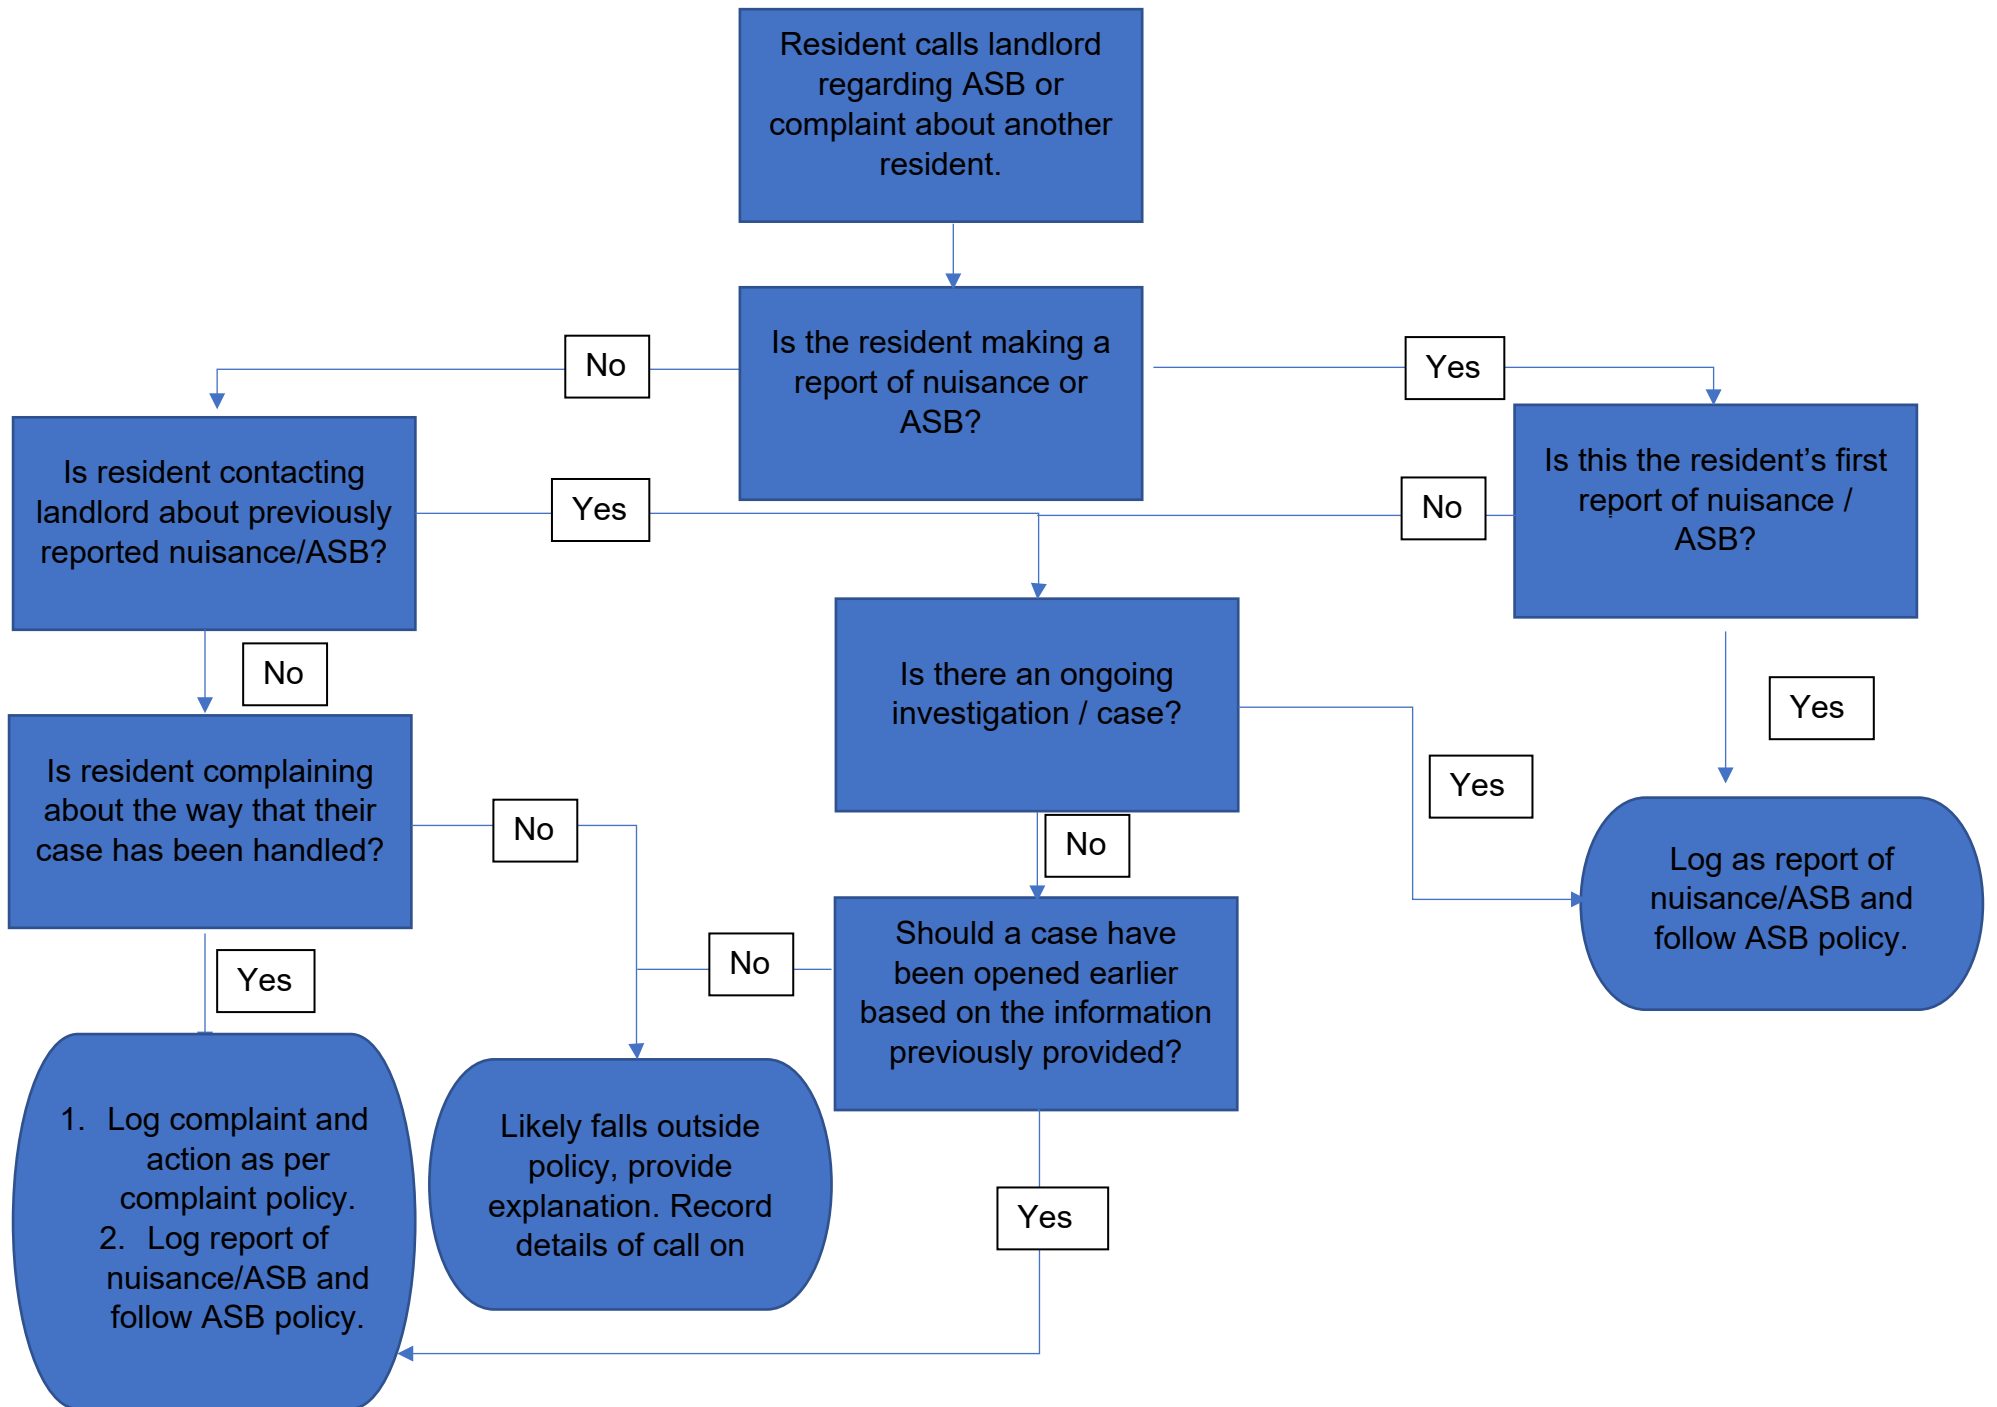 Resident calls landlord
regarding ASB or
complaint about another
resident.
Is the resident making a
report of nuisance or
ASB?
No
Yes
Is resident contacting
landlord about previously
reported nuisance/ASB?
Yes
No
Is this the resident’s first
report of nuisance /
ASB?
No
Is there an ongoing
investigation / case?
Yes
Yes
Is resident complaining
about the way that their
case has been handled?
No
No
Log as report of
nuisance/ASB and
follow ASB policy.
Should a case have
been opened earlier
based on the information
previously provided?
No
Yes
1. Log complaint and
action as per
complaint policy.
2. Log report of
nuisance/ASB and
follow ASB policy.
Likely falls outside
policy, provide
explanation. Record
details of call on
Yes